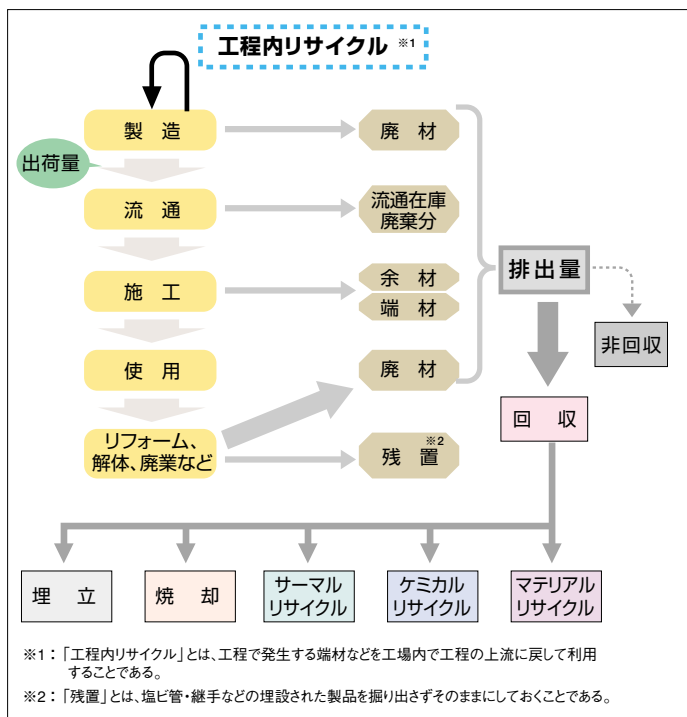 工程内リサイクル ※1
製 造
廃 材
出荷量
流 通
流通在庫
廃棄分
排出量
施 工
余 材
端 材
非回収
使 用
廃 材
回 収
リフォーム、
解体、廃業など
※2
残 置
埋 立
焼 却
サーマル
リサイクル
ケミカル
リサイクル
マテリアル
リサイクル
※1：「工程内リサイクル」とは、工程で発生する端材などを工場内で工程の上流に戻して利用
することである。
※2：「残置」とは、塩ビ管・継手などの埋設された製品を掘り出さずそのままにしておくことである。